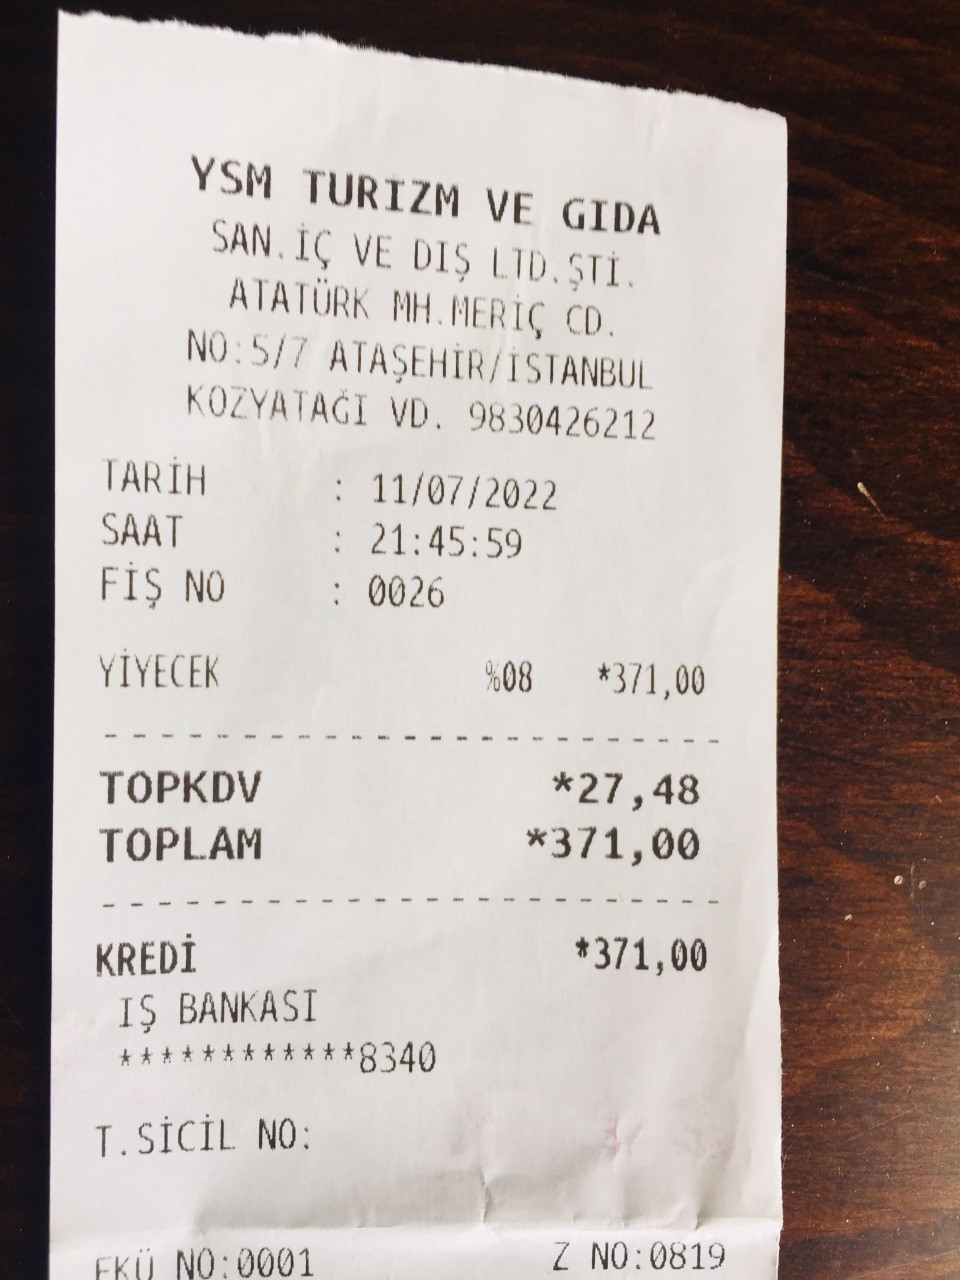 YSM TURIZM VE GIDA
SAN.İÇ VE DIŞ LTD.ŞTİ.
ATATÜRK MH.MERİÇ CD.
NO:5/7 ATAŞEHİR/İSTANBUL
KOZYATAĞI VD. 9830426212
TARİH : 11/07/2022
SAAT : 21:45:59
FİŞ NO : 0026
YİYECEK %08 *371,00
TOPKDV *27,48
TOPLAM *371,00
KREDİ *371,00
IŞ BANKASI
************8340
T.SİCİL NO:
EKÜ NO:0001 Z NO:0819